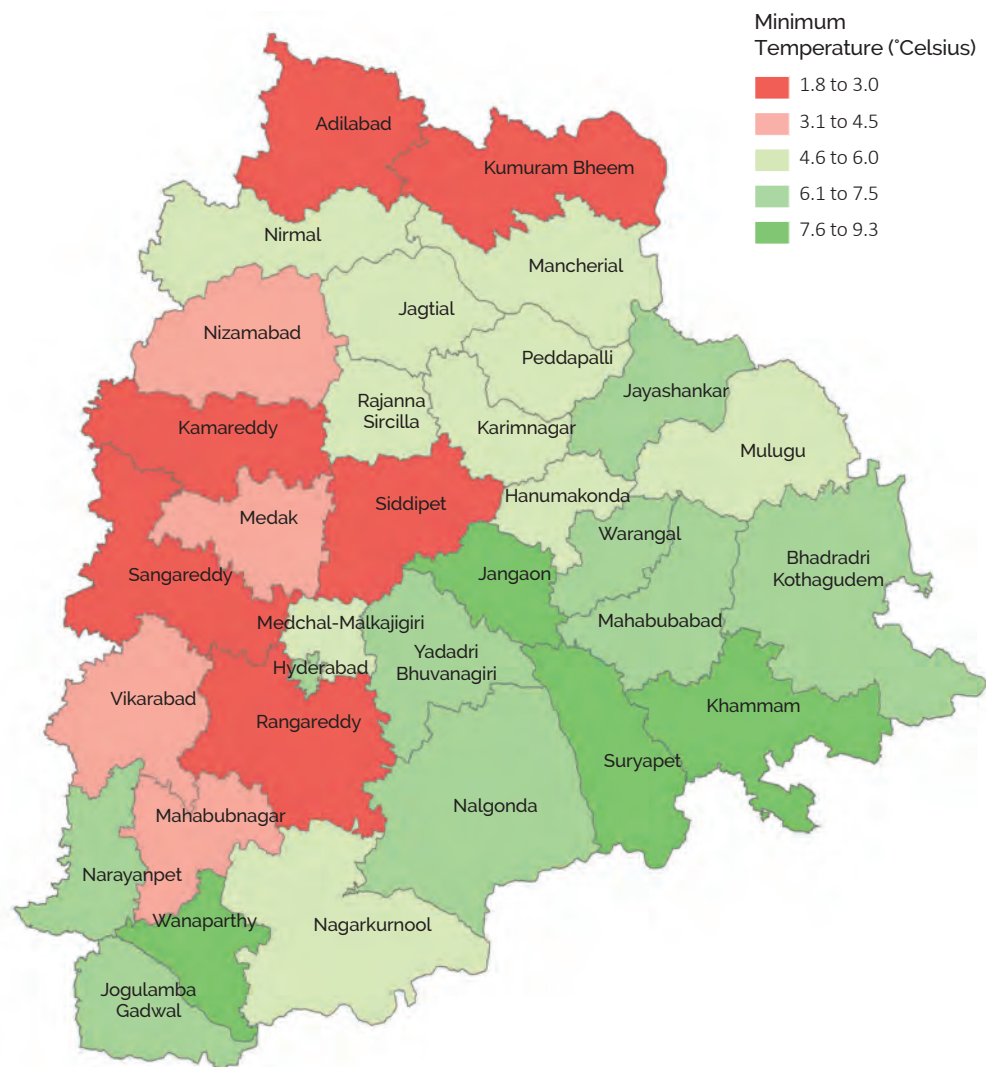 Minimum
Temperature (˚Celsius)
1.8 to 3.0
3.1 to 4.5
4.6 to 6.0
6.1 to 7.5
7.6 to 9.3
Adilabad
Kumuram Bheem
Nirmal
Mancherial
Jagtial
Nizamabad
Peddapalli
Jayashankar
Rajanna
Sircilla
Karimnagar
Kamareddy
Mulugu
Siddipet
Hanumakonda
Medak
Warangal
Bhadradri
Kothagudem
Sangareddy
Jangaon
Medchal-Malkajigiri
Mahabubabad
Yadadri
Bhuvanagiri
Hyderabad
Vikarabad
Khammam
Rangareddy
Suryapet
Nalgonda
Mahabubnagar
Narayanpet
Wanaparthy
Nagarkurnool
Jogulamba
Gadwal